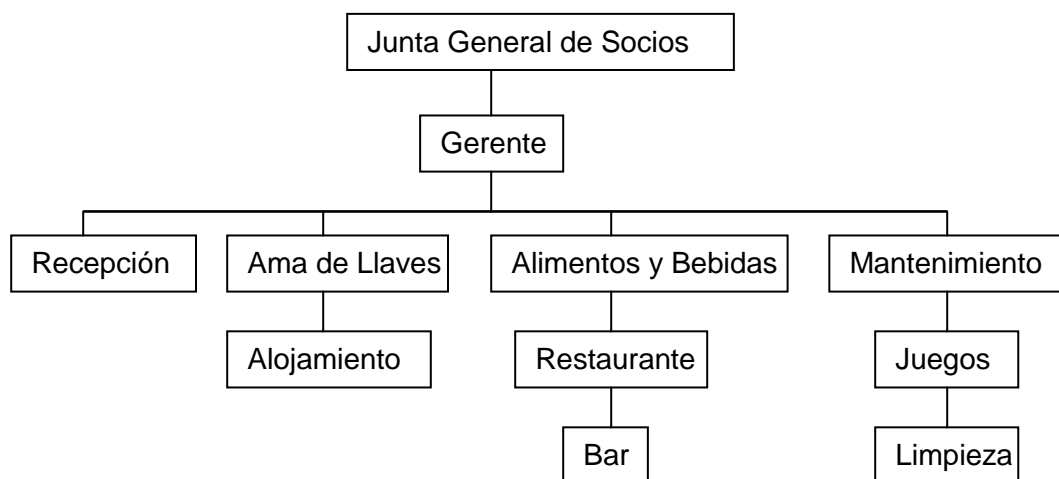 Junta General de Socios
Gerente
Recepción
Ama de Llaves
Alimentos y Bebidas
Mantenimiento
Alojamiento
Restaurante
Juegos
Bar
Limpieza